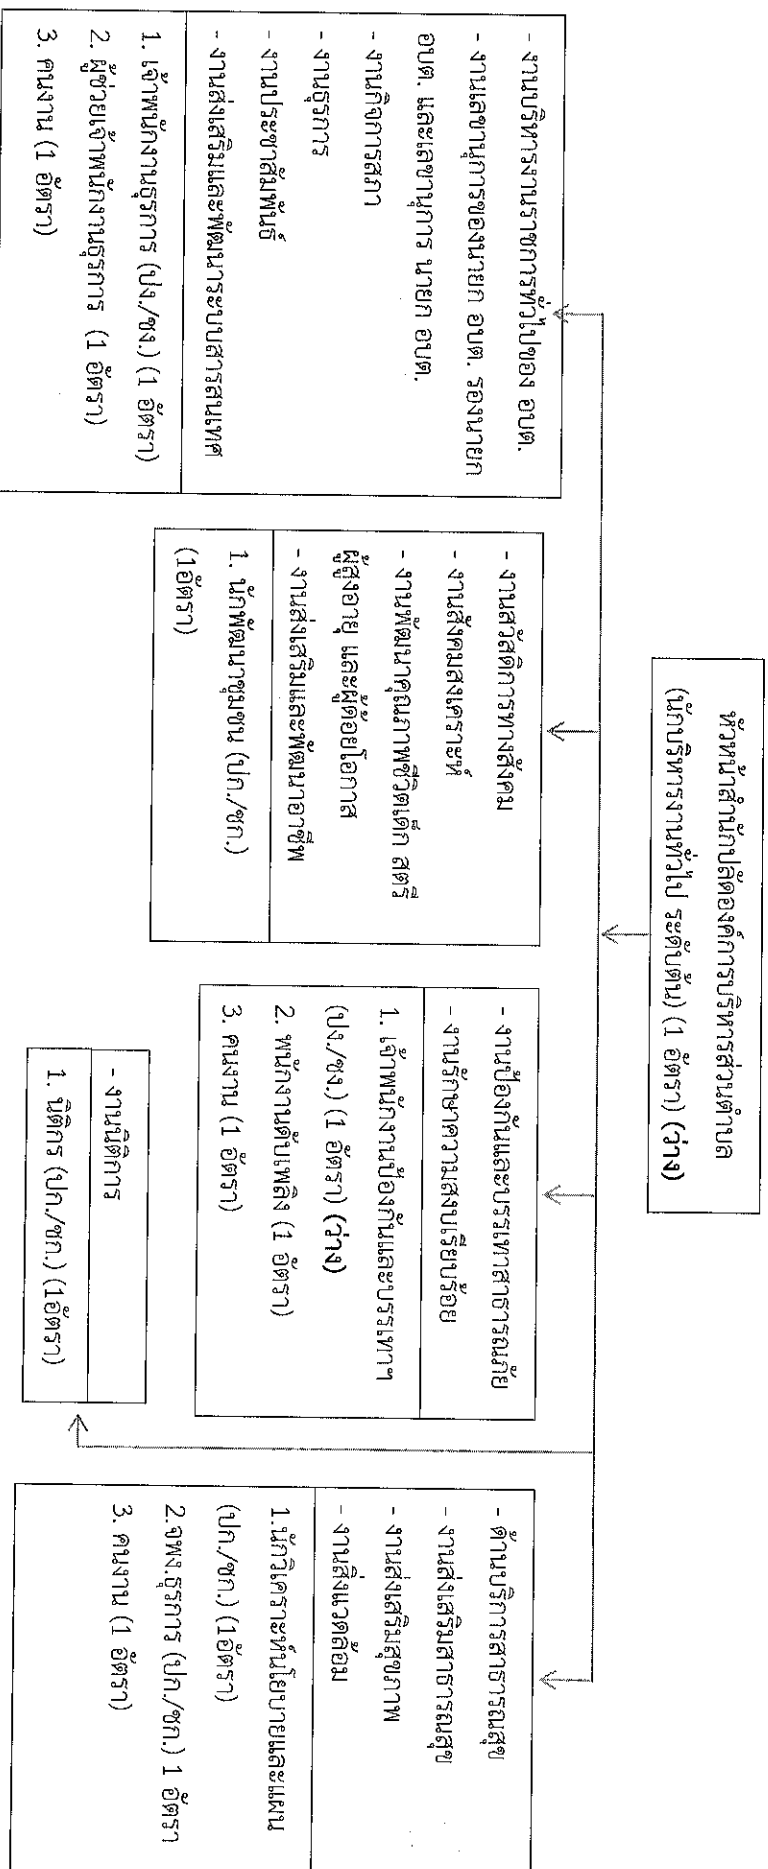 หัวหน้าสำนักปลัดองค์การบริหารส่วนตำบล
(นักบริหารงานทั่วไป ระดับต้น) (1 อัตรา) (ว่าง)
- งานบริหารงานราชการทั่วไปของ อบต.
- งานเลขานุการของนายก อบต. รองนายก
อบต. และเลขานุการ นายก อบต.
- งานกิจการสภา
- งานธุรการ
- งานประชาสัมพันธ์
- งานส่งเสริมและพัฒนาระบบสารสนเทศ
1. เจ้าพนักงานธุรการ (ปง./ชง.) (1 อัตรา)
2. ผู้ช่วยเจ้าพนักงานธุรการ (1 อัตรา)
3. คนงาน (1 อัตรา)
- งานสวัสดิการทางสังคม
- งานสังคมสงเคราะห์
- งานพัฒนาคุณภาพชีวิตเด็ก สตรี
ผู้สูงอายุ และผู้ด้อยโอกาส
- งานส่งเสริมและพัฒนาอาชีพ
1. นักพัฒนาชุมชน (ปก./ชก.)
(1อัตรา)
- งานป้องกันและบรรเทาสาธารณภัย
- งานรักษาความสงบเรียบร้อย
1. เจ้าพนักงานป้องกันและบรรเทาฯ
(ปง./ชง.) (1 อัตรา) (ว่าง)
2. พนักงานดับเพลิง (1 อัตรา)
3. คนงาน (1 อัตรา)
- งานนิติการ
1. นิติกร (ปก./ชก.) (1อัตรา)
- ด้านบริการสาธารณสุข
- งานส่งเสริมสาธารณสุข
- งานส่งเสริมสุขภาพ
- งานสิ่งแวดล้อม
1.นักวิเคราะห์นโยบายและแผน
(ปก./ชก.) (1อัตรา)
2.จพง.ธุรการ (ปก./ชก.) 1 อัตรา
3. คนงาน (1 อัตรา)